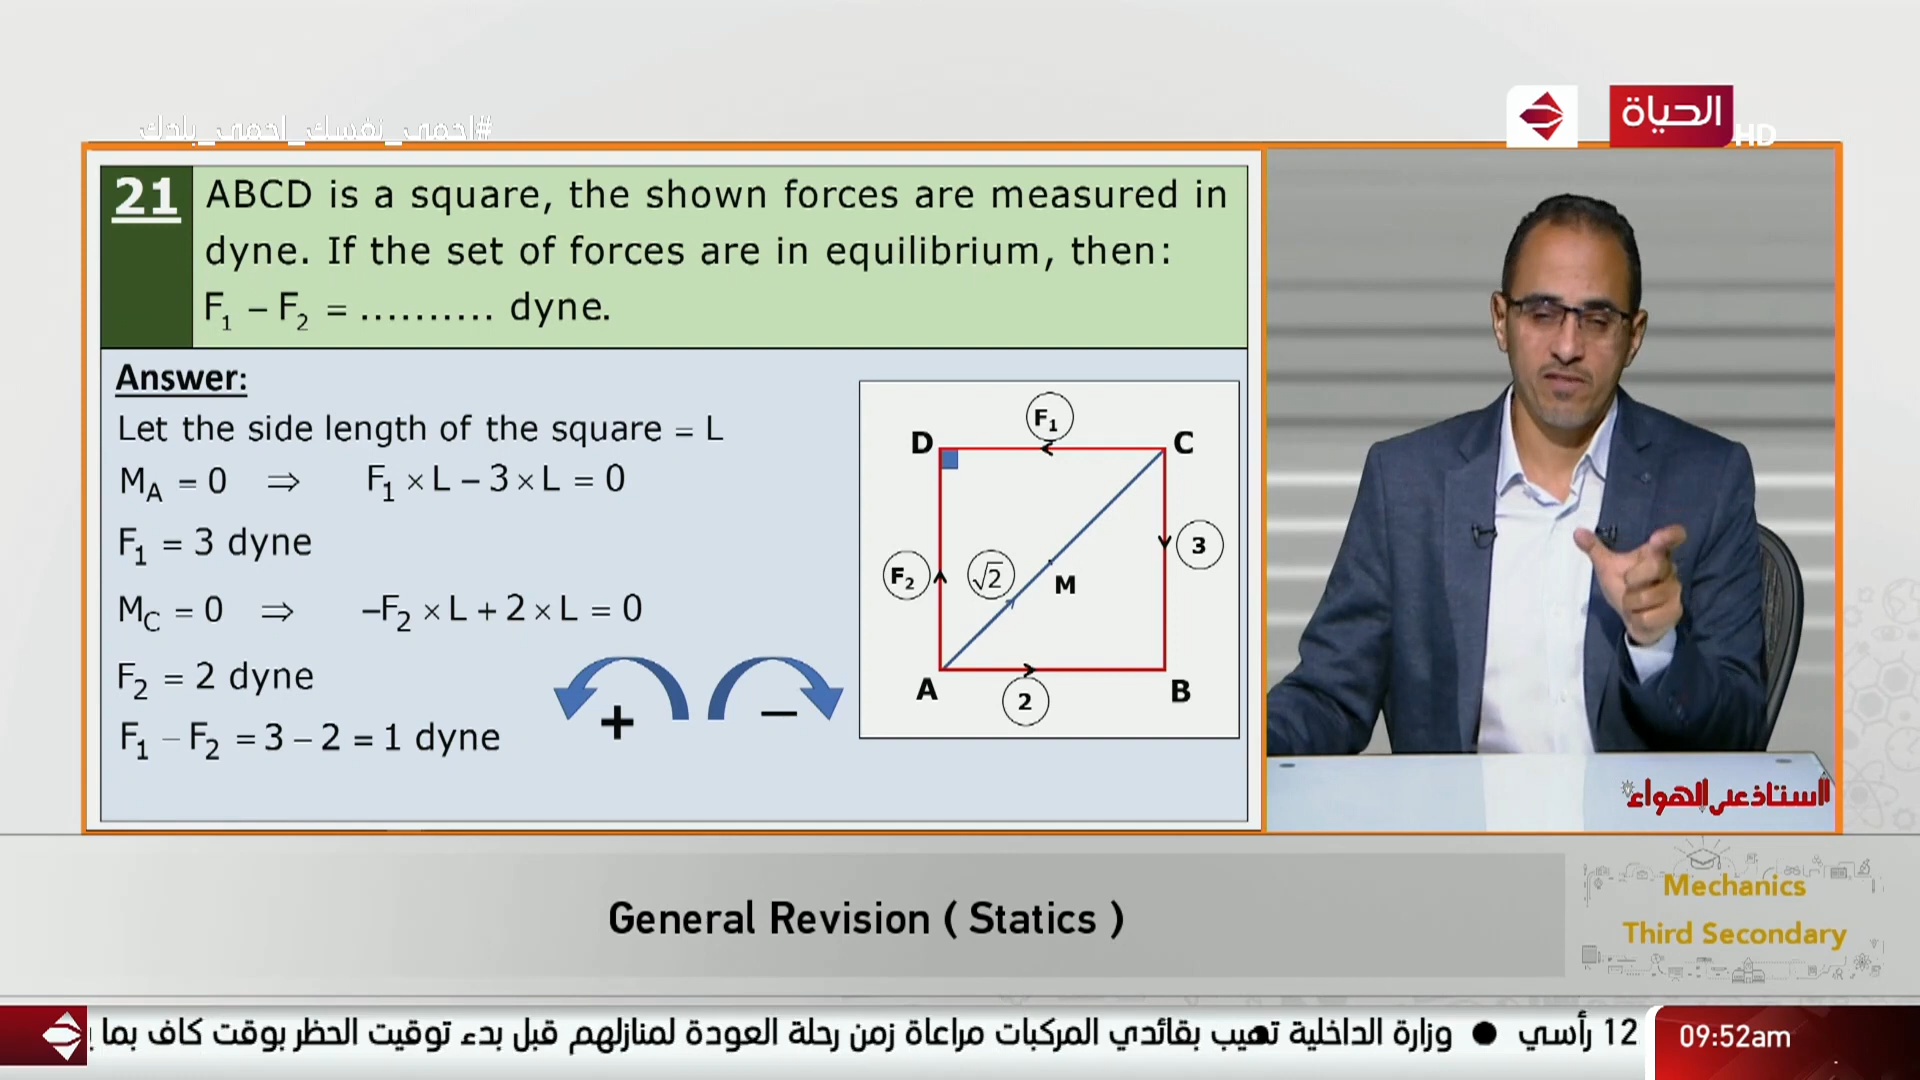 #احمي_نفسك_احمي_بلدك
الحياة
HD
21
ABCD is a square, the shown forces are measured in
dyne. If the set of forces are in equilibrium, then:
F₁ – F₂ = .......... dyne.
Answer:
Let the side length of the square = L
M_A = 0 ⇒ F₁ × L – 3 × L = 0
F₁ = 3 dyne
M_C = 0 ⇒ –F₂ × L + 2 × L = 0
F₂ = 2 dyne
F₁ – F₂ = 3 – 2 = 1 dyne
+ –
F₁
D C
F₂ √2 M 3
A B
2
استاذ على الهواء
General Revision ( Statics )
Mechanics
Third Secondary
12 رأسي ● وزارة الداخلية تهيب بقائدي المركبات مراعاة زمن رحلة العودة لمنازلهم قبل بدء توقيت الحظر بوقت كاف بما
09:52am